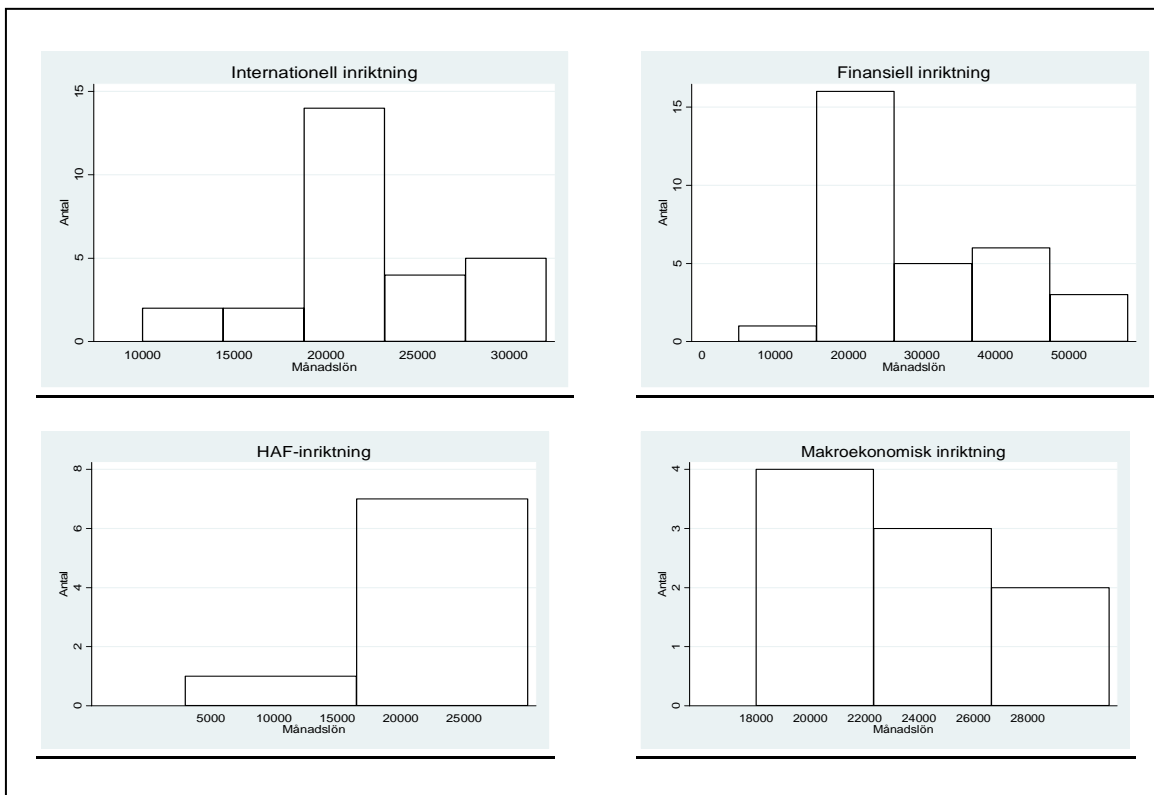 Internationell inriktning
15
10
5
0
Antal
10000 15000 20000 25000 30000
Månadslön
Finansiell inriktning
15
10
5
0
Antal
0 10000 20000 30000 40000 50000
Månadslön
HAF-inriktning
8
6
4
2
0
Antal
5000 10000 15000 20000 25000
Månadslön
Makroekonomisk inriktning
4
3
2
1
0
Antal
18000 20000 22000 24000 26000 28000
Månadslön